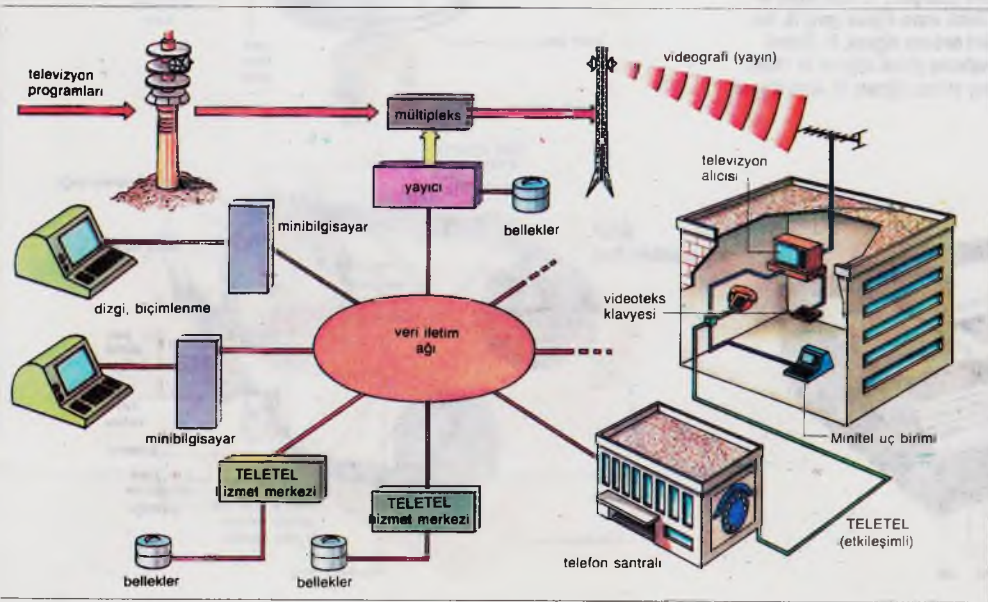 televizyon
programları
mültipleks
videografi (yayın)
televizyon
alıcısı
yayıcı
bellekler
minibilgisayar
dizgi, biçimlenme
videoteks
klavyesi
veri iletim
ağı
minibilgisayar
Minitel uç birimi
TELETEL
hizmet merkezi
TELETEL
hizmet merkezi
TELETEL
(etkileşimli)
telefon santralı
bellekler
bellekler